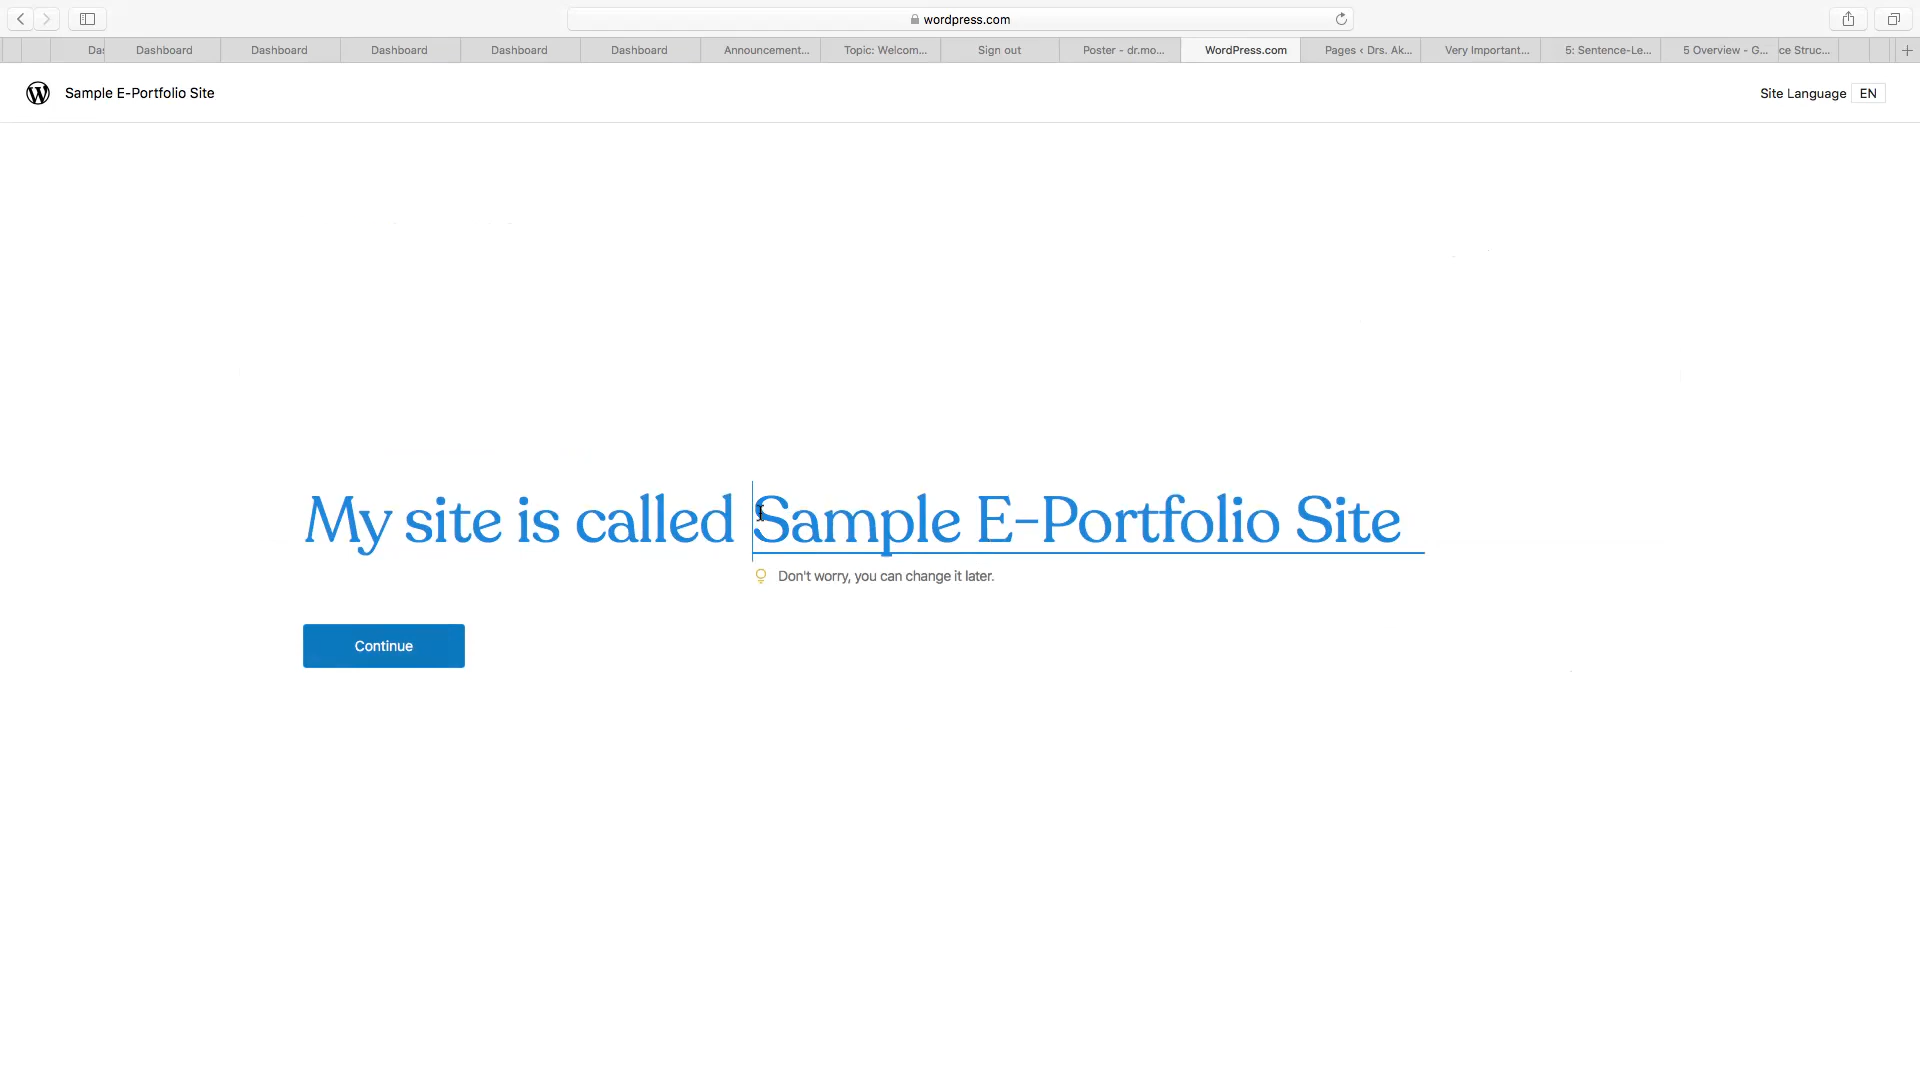 wordpress.com
Das Dashboard Dashboard Dashboard Dashboard Dashboard Announcement... Topic: Welcom... Sign out Poster - dr.mo... WordPress.com Pages ‹ Drs. Ak... Very Important... 5: Sentence-Le... 5 Overview - G... ce Struc...
Sample E-Portfolio Site
Site Language EN
My site is called Sample E-Portfolio Site
Don't worry, you can change it later.
Continue